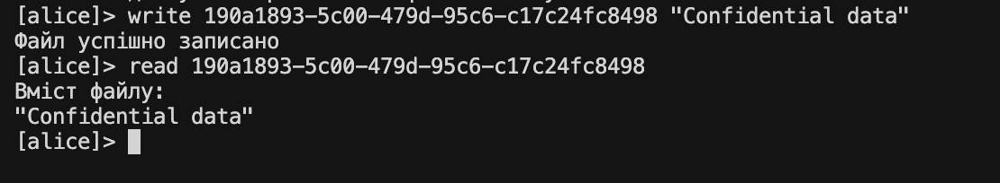 [alice]> write 190a1893-5c00-479d-95c6-c17c24fc8498 "Confidential data"
Файл успішно записано
[alice]> read 190a1893-5c00-479d-95c6-c17c24fc8498
Вміст файлу:
"Confidential data"
[alice]>